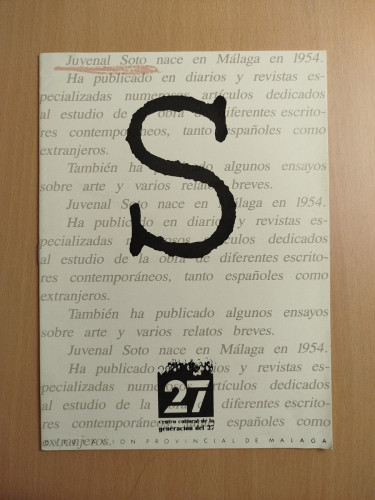 Juvenal Soto nace en Málaga en 1954.
Ha publicado en diarios y revistas es-
pecializadas numerosos artículos dedicados
al estudio de la obra de diferentes escrito-
res contemporáneos, tanto españoles como
extranjeros.
También ha publicado algunos ensayos
sobre arte y varios relatos breves.
Juvenal Soto nace en Málaga en 1954.
Ha publicado en diarios y revistas es-
pecializadas numerosos artículos dedicados
al estudio de la obra de diferentes escrito-
res contemporáneos, tanto españoles como
extranjeros.
También ha publicado algunos ensayos
sobre arte y varios relatos breves.
Juvenal Soto nace en Málaga en 1954.
Ha publicado en diarios y revistas es-
pecializadas numerosos artículos dedicados
al estudio de la obra de diferentes escrito-
res contemporáneos, tanto españoles como
extranjeros.
S
27
centro cultural de la
generación del 27
DIPUTACION PROVINCIAL DE MALAGA